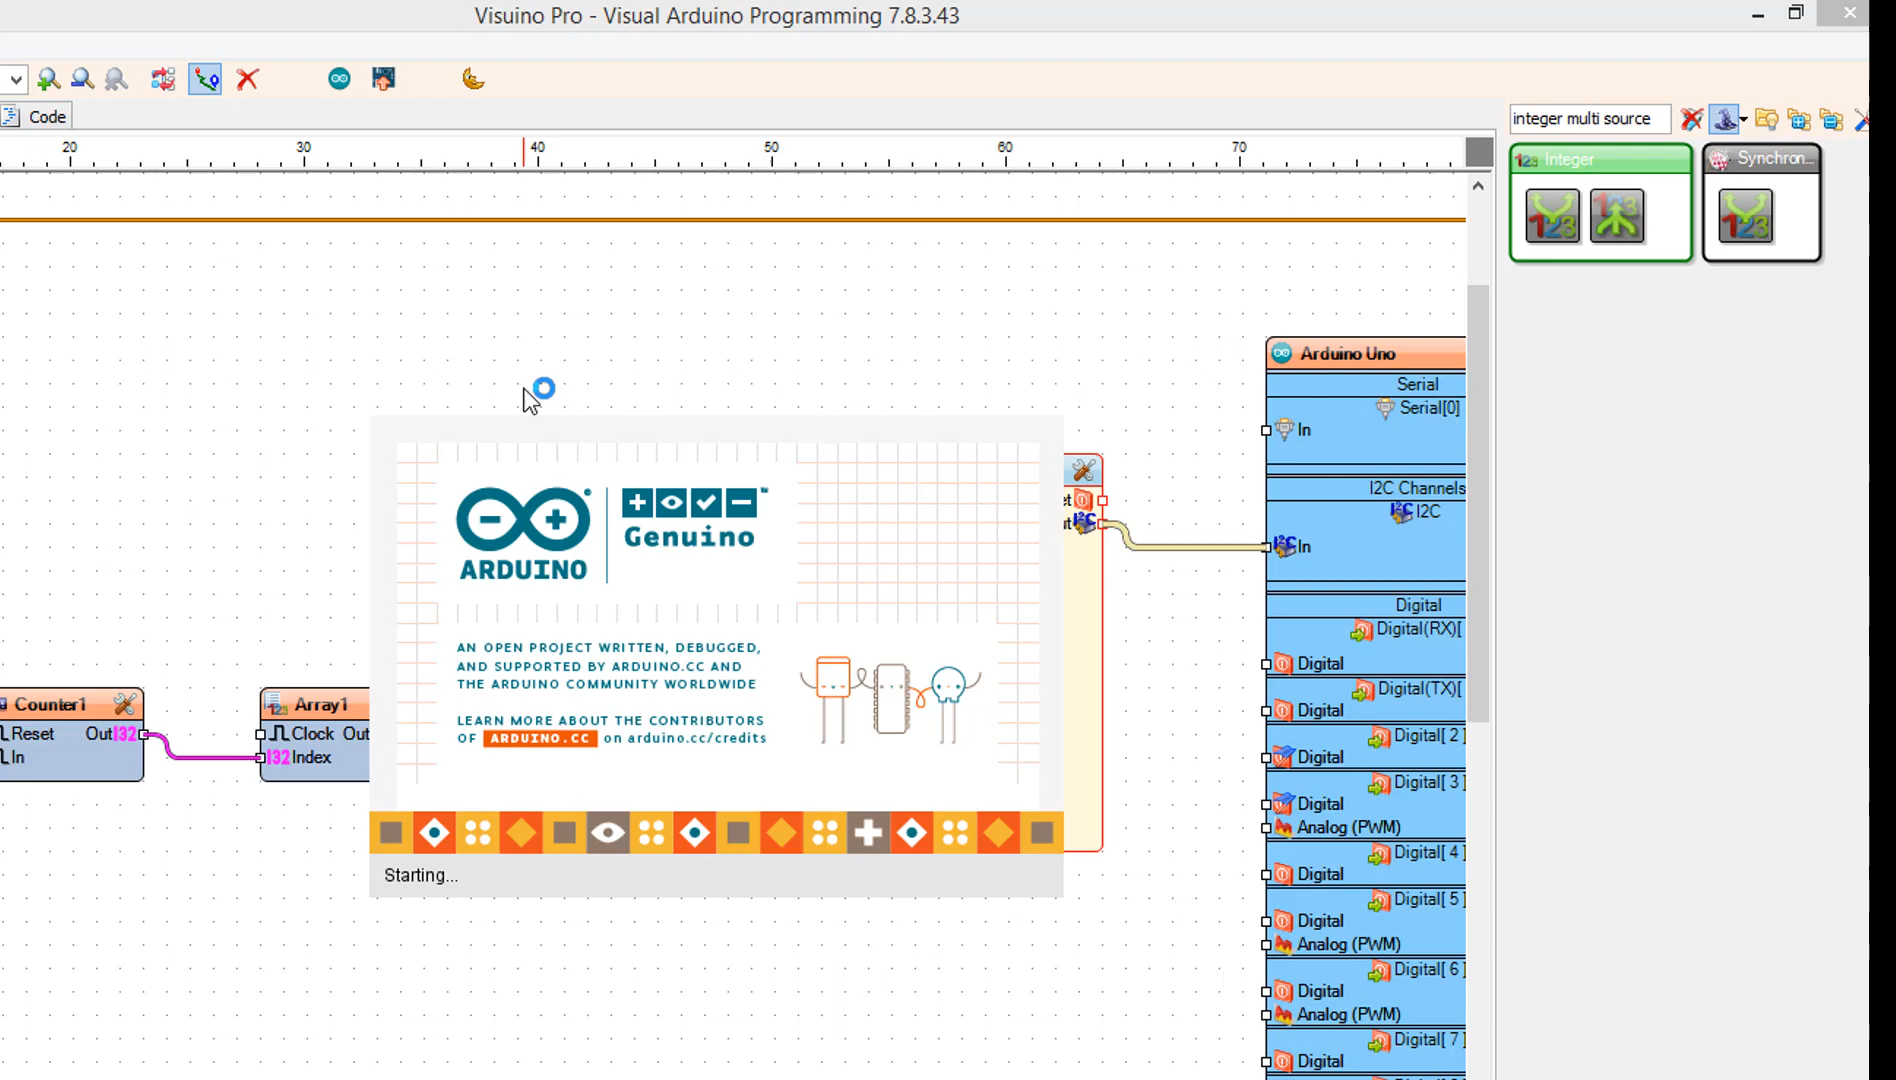 Visuino Pro - Visual Arduino Programming 7.8.3.43
Code
integer multi source
20 30 40 50 60 70
Integer
Synchron...
Arduino Uno
Serial
Serial[0]
In
I2C Channels
I2C
In
Digital
Digital(RX)[
Digital
Digital(TX)[
Digital
Digital[ 2 ]
Digital
Digital[ 3 ]
Digital
Analog (PWM)
Digital[ 4 ]
Digital
Digital[ 5 ]
Digital
Analog (PWM)
Digital[ 6 ]
Digital
Analog (PWM)
Digital[ 7 ]
Digital
Counter1
Reset Out I32
In
Array1
Clock Out
I32 Index
ARDUINO
Genuino
AN OPEN PROJECT WRITTEN, DEBUGGED,
AND SUPPORTED BY ARDUINO.CC AND
THE ARDUINO COMMUNITY WORLDWIDE
LEARN MORE ABOUT THE CONTRIBUTORS
OF ARDUINO.CC on arduino.cc/credits
Starting...